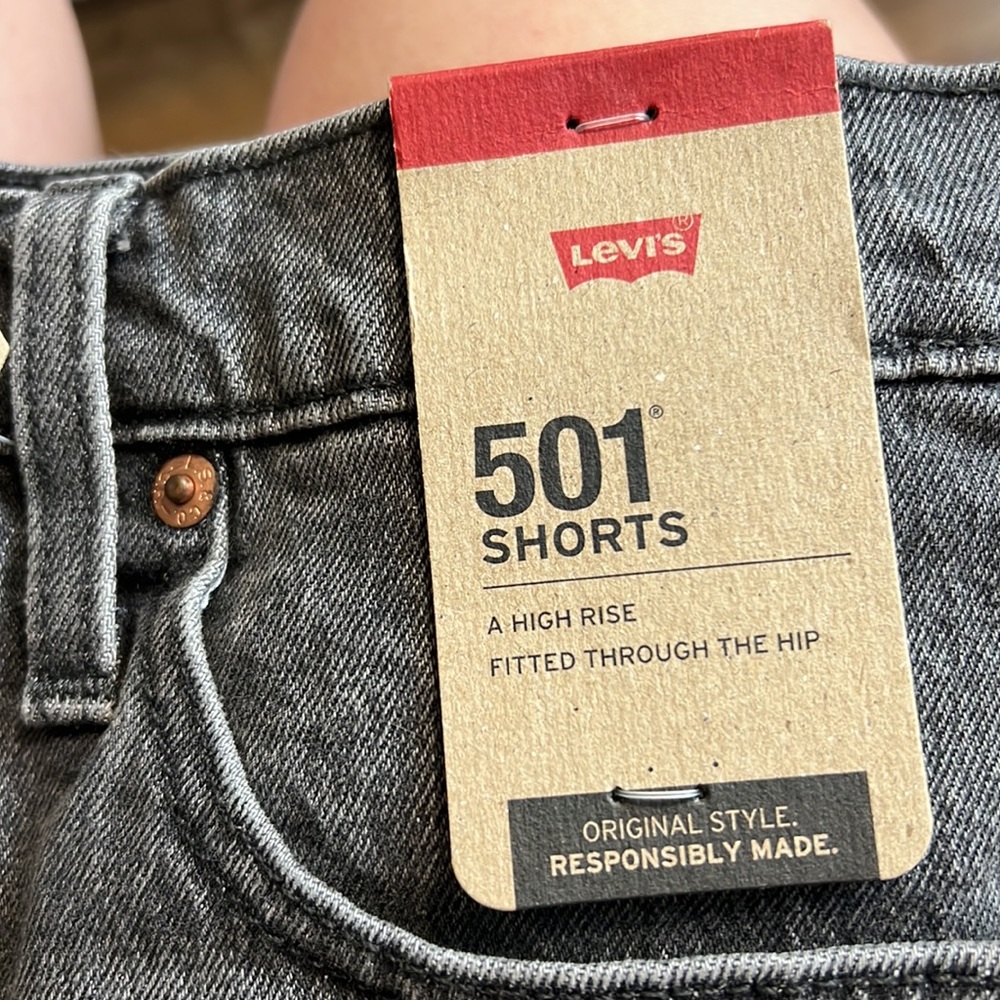 LEVI'S®
501®
SHORTS
A HIGH RISE
FITTED THROUGH THE HIP
ORIGINAL STYLE.
RESPONSIBLY MADE.